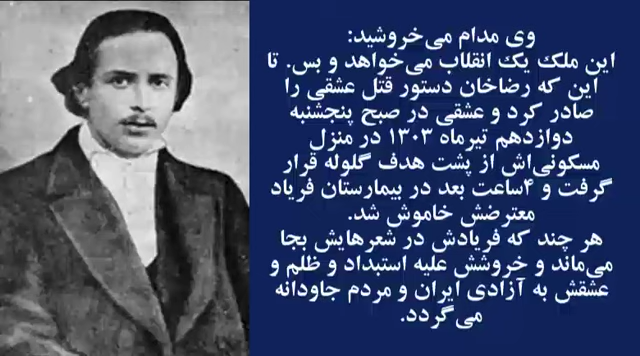 وی مدام می‌خروشید:
این ملک یک انقلاب می‌خواهد و بس. تا
این که رضاخان دستور قتل عشقی را
صادر کرد و عشقی در صبح پنجشنبه
دوازدهم تیرماه ۱۳۰۳ در منزل
مسکونی‌اش از پشت هدف گلوله قرار
گرفت و ۴ساعت بعد در بیمارستان فریاد
معترضش خاموش شد.
هر چند که فریادش در شعرهایش بجا
می‌ماند و خروشش علیه استبداد و ظلم و
عشقش به آزادی ایران و مردم جاودانه
می‌گردد.